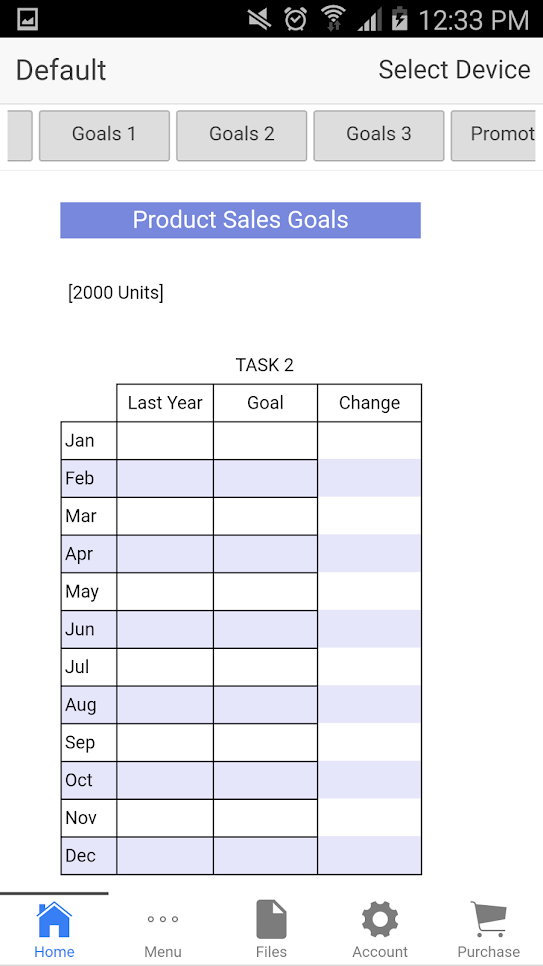 12:33 PM
Default Select Device
Goals 1 Goals 2 Goals 3 Promot
Product Sales Goals
[2000 Units]
TASK 2
Last Year Goal Change
Jan
Feb
Mar
Apr
May
Jun
Jul
Aug
Sep
Oct
Nov
Dec
Home Menu Files Account Purchase